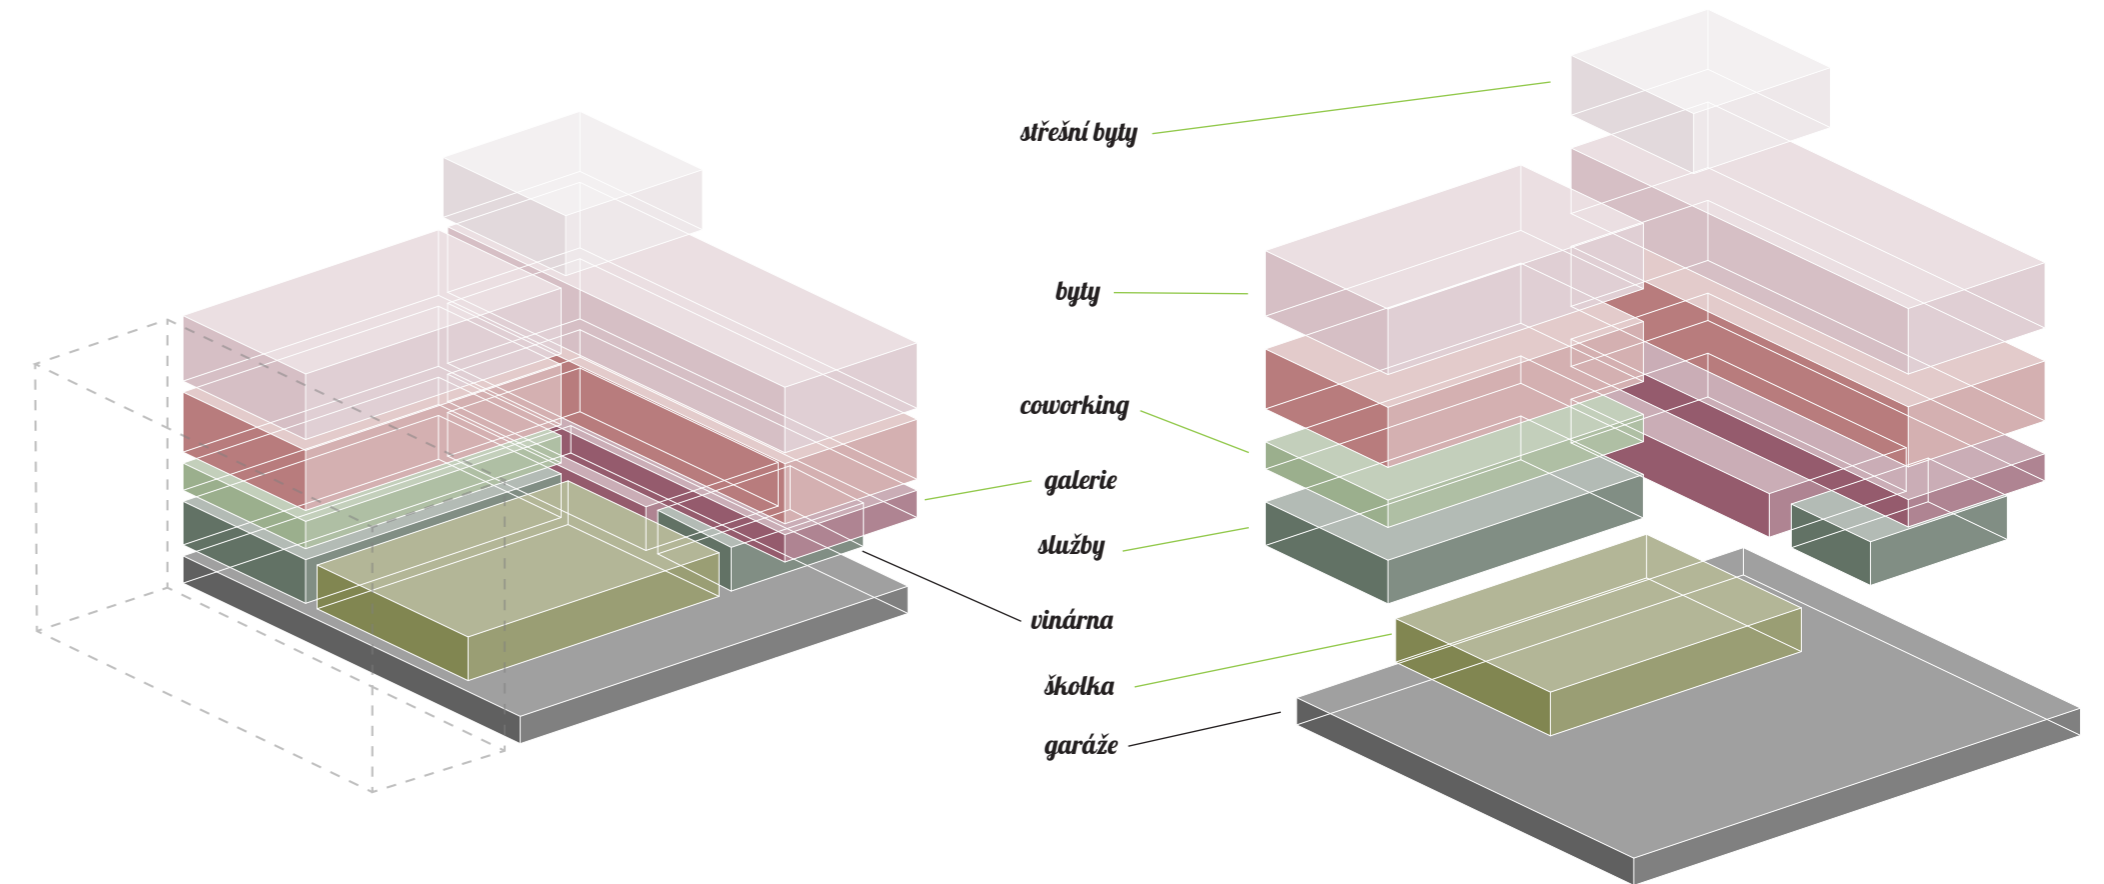 střešní byty
byty
coworking
galerie
služby
vinárna
školka
garáže